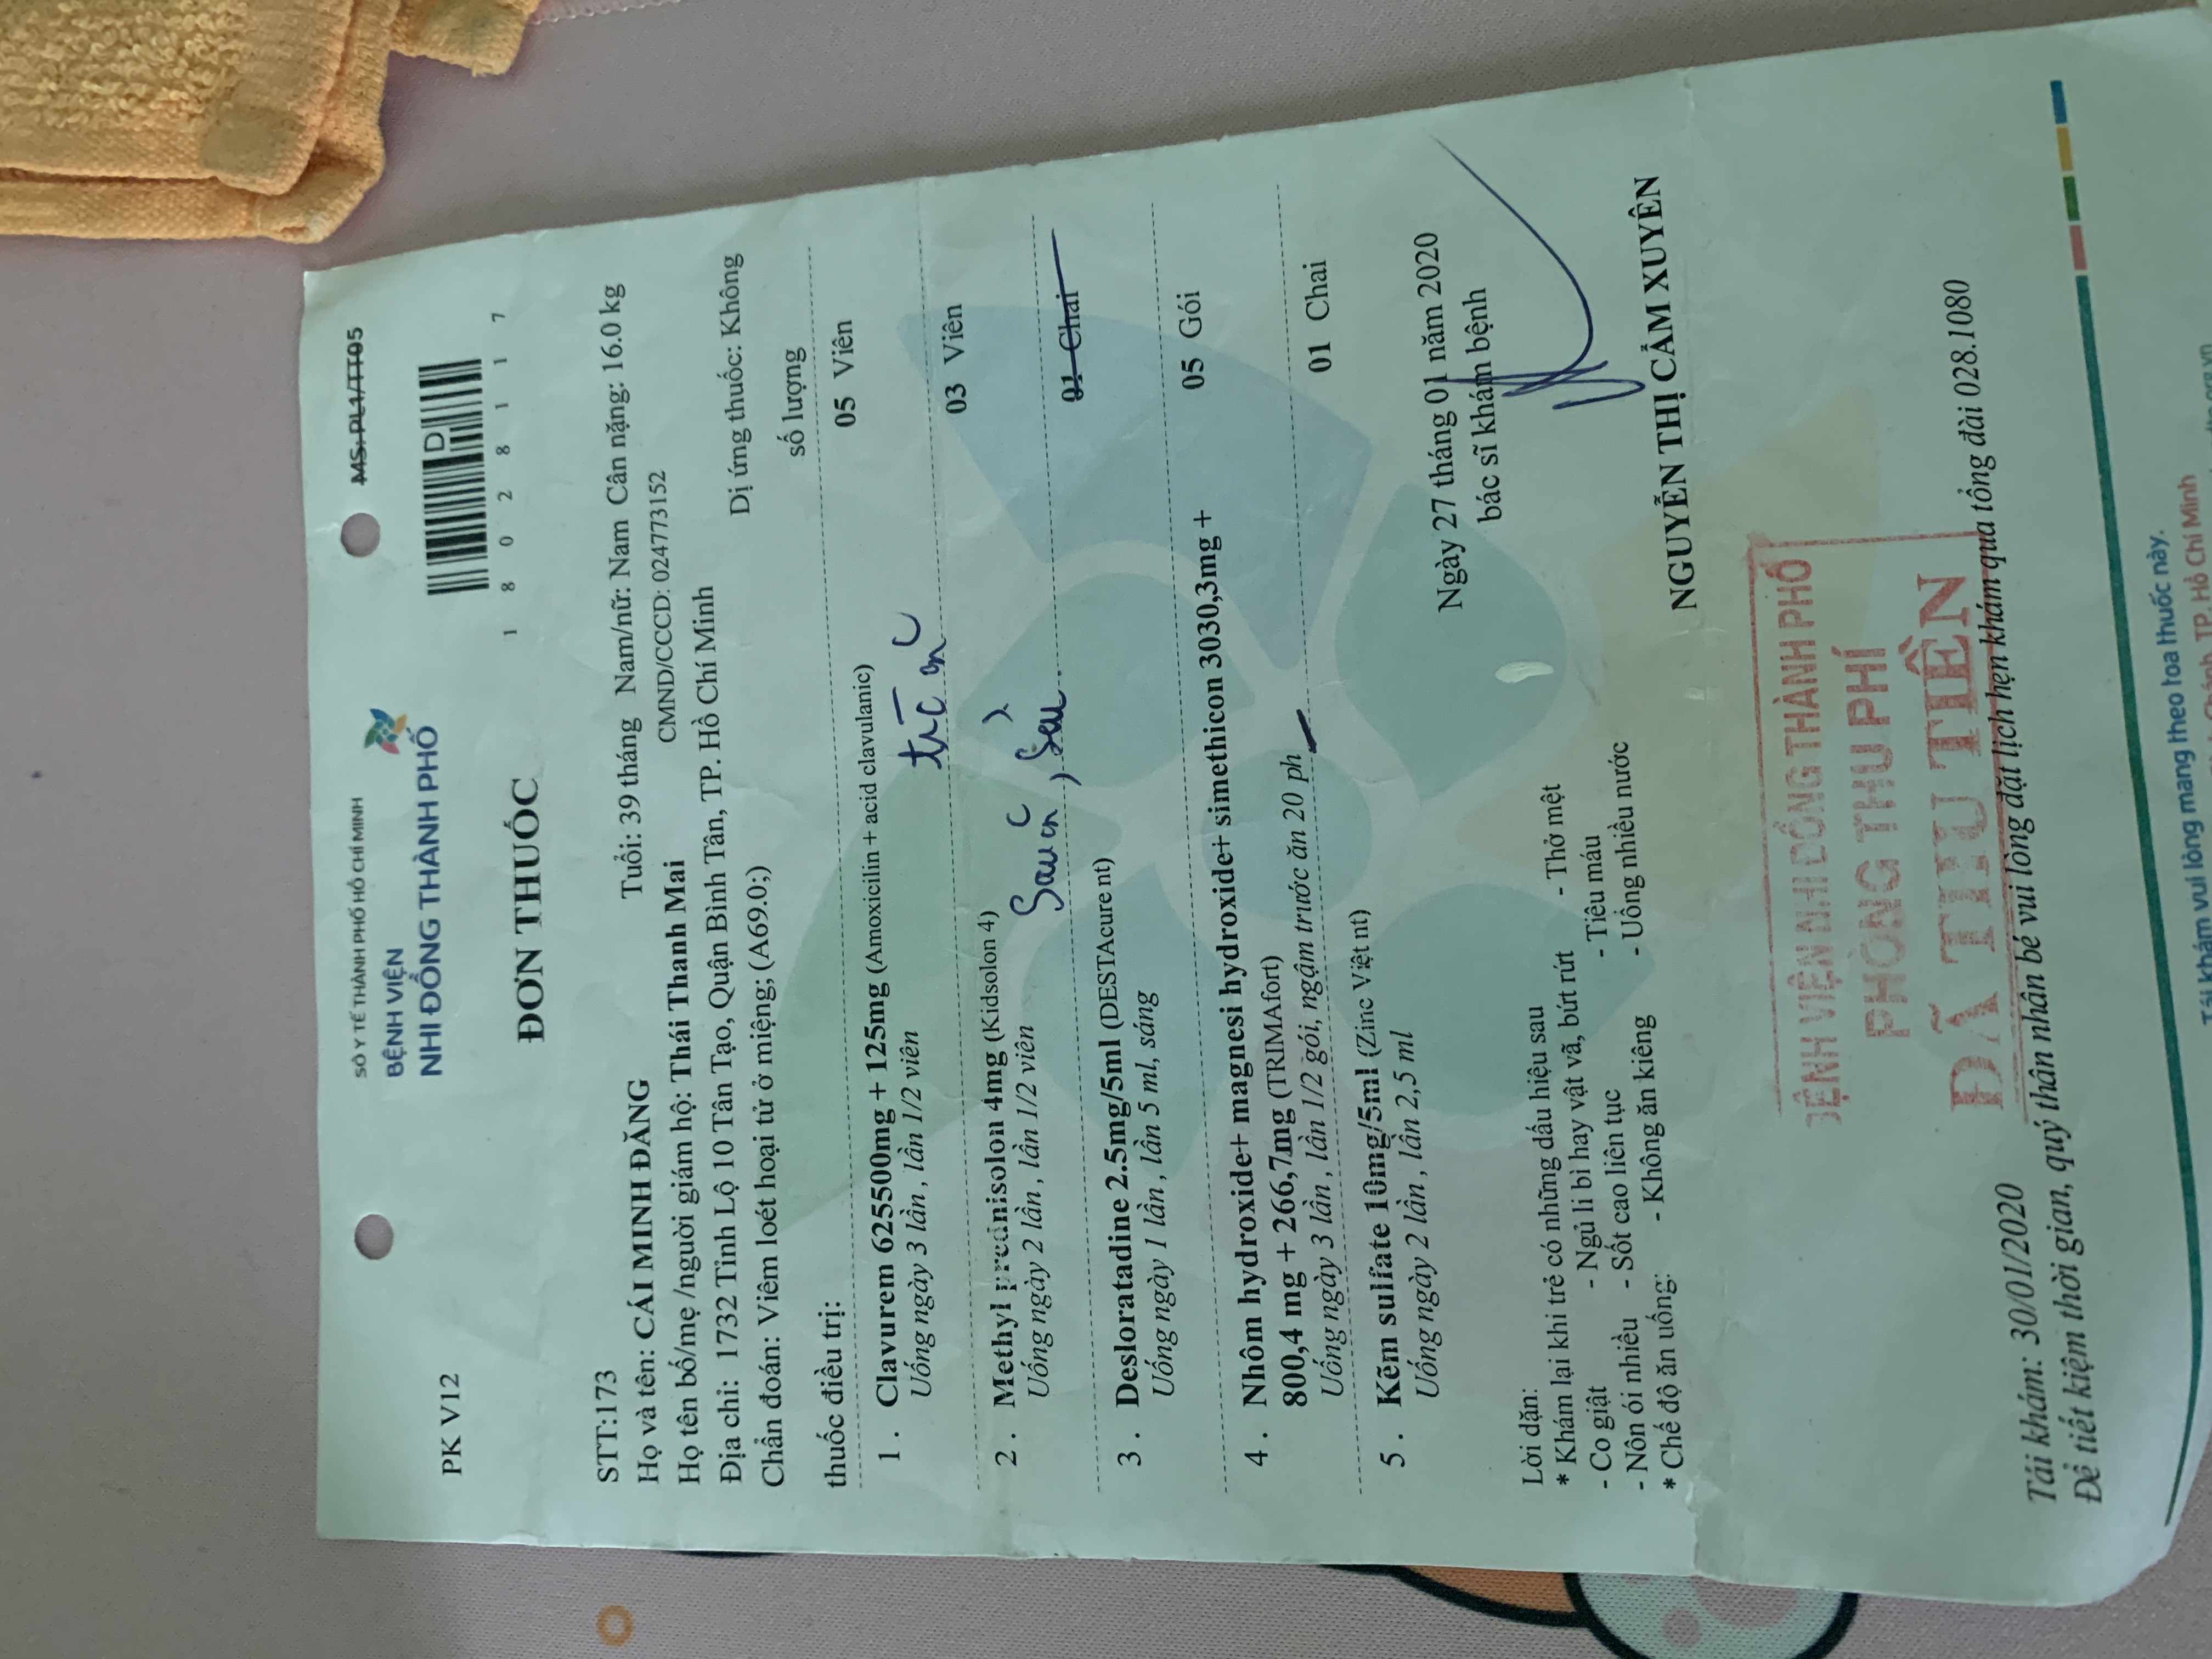 SỞ Y TẾ THÀNH PHỐ HỒ CHÍ MINH
MS: PL1/TT05
BỆNH VIỆN
NHI ĐỒNG THÀNH PHỐ
PK V12
1 8 0 2 8 1 1 7
ĐƠN THUỐC
STT:173
Họ và tên: CÁI MINH ĐĂNG Tuổi: 39 tháng Nam/nữ: Nam Cân nặng: 16.0 kg
Họ tên bố/mẹ /nguời giám hộ: Thái Thanh Mai CMND/CCCD: 024773152
Địa chỉ: 1732 Tỉnh Lộ 10 Tân Tạo, Quận Bình Tân, TP. Hồ Chí Minh
Chẩn đoán: Viêm loét hoại tử ở miệng; (A69.0;) Dị ứng thuốc: Không
thuốc điều trị: số lượng
1 . Clavurem 625500mg + 125mg (Amoxicilin + acid clavulanic) 05 Viên
Uống ngày 3 lần , lần 1/2 viên
2 . Methyl prednisolon 4mg (Kidsolon 4) 03 Viên
Uống ngày 2 lần , lần 1/2 viên
Sau
3 . Desloratadine 2.5mg/5ml (DESTAcure nt) 01 Chai
Uống ngày 1 lần , lần 5 ml, sáng
4 . Nhôm hydroxide+ magnesi hydroxide+ simethicon 3030,3mg + 05 Gói
800,4 mg + 266,7mg (TRIMAfort)
Uống ngày 3 lần , lần 1/2 gói, ngậm trước ăn 20 ph
5 . Kẽm sulfate 10mg/5ml (Zinc Việt nt) 01 Chai
Uống ngày 2 lần , lần 2,5 ml
Ngày 27 tháng 01 năm 2020
bác sĩ khám bệnh
Lời dặn:
* Khám lại khi trẻ có những dấu hiệu sau
- Co giật - Ngủ li bì hay vật vã, bứt rứt - Thở mệt
- Nôn ói nhiều - Sốt cao liên tục - Tiêu máu
* Chế độ ăn uống: - Không ăn kiêng - Uống nhiều nước
NGUYỄN THỊ CẨM XUYÊN
BỆNH VIỆN NHI ĐỒNG THÀNH PHỐ
PHÒNG THU PHÍ
ĐÃ THU TIỀN
Tái khám: 30/01/2020
Để tiết kiệm thời gian, quý thân nhân bé vui lòng đặt lịch hẹn khám qua tổng đài 028.1080
Tái khám vui lòng mang theo toa thuốc này.
Chánh, TP. Hồ Chí Minh
.org.vn